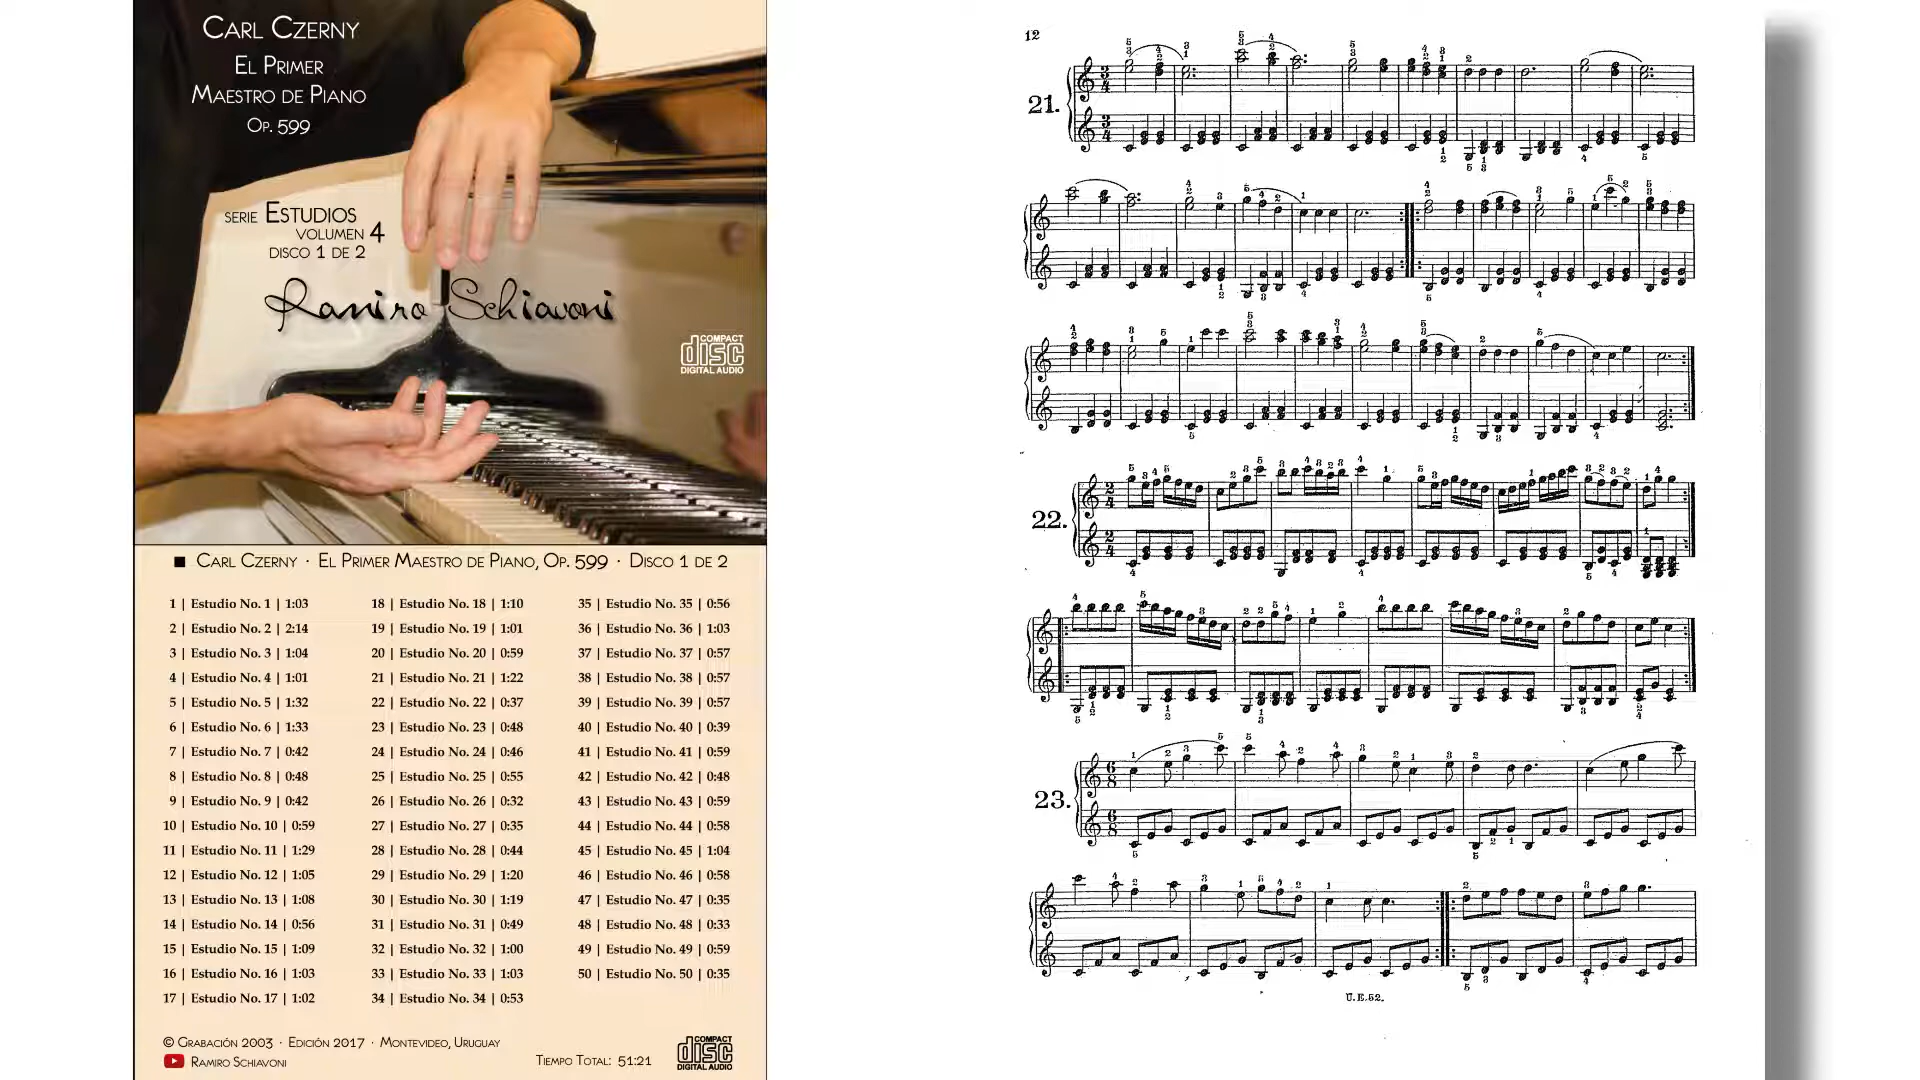 CARL CZERNY
EL PRIMER
MAESTRO DE PIANO
OP. 599
SERIE ESTUDIOS
VOLUMEN 4
DISCO 1 DE 2
Ramiro Schiavoni
COMPACT
disc
DIGITAL AUDIO
■ CARL CZERNY · EL PRIMER MAESTRO DE PIANO, OP. 599 · DISCO 1 DE 2
1 | Estudio No. 1 | 1:03
2 | Estudio No. 2 | 2:14
3 | Estudio No. 3 | 1:04
4 | Estudio No. 4 | 1:01
5 | Estudio No. 5 | 1:32
6 | Estudio No. 6 | 1:33
7 | Estudio No. 7 | 0:42
8 | Estudio No. 8 | 0:48
9 | Estudio No. 9 | 0:42
10 | Estudio No. 10 | 0:59
11 | Estudio No. 11 | 1:29
12 | Estudio No. 12 | 1:05
13 | Estudio No. 13 | 1:08
14 | Estudio No. 14 | 0:56
15 | Estudio No. 15 | 1:09
16 | Estudio No. 16 | 1:03
17 | Estudio No. 17 | 1:02
18 | Estudio No. 18 | 1:10
19 | Estudio No. 19 | 1:01
20 | Estudio No. 20 | 0:59
21 | Estudio No. 21 | 1:22
22 | Estudio No. 22 | 0:37
23 | Estudio No. 23 | 0:48
24 | Estudio No. 24 | 0:46
25 | Estudio No. 25 | 0:55
26 | Estudio No. 26 | 0:32
27 | Estudio No. 27 | 0:35
28 | Estudio No. 28 | 0:44
29 | Estudio No. 29 | 1:20
30 | Estudio No. 30 | 1:19
31 | Estudio No. 31 | 0:49
32 | Estudio No. 32 | 1:00
33 | Estudio No. 33 | 1:03
34 | Estudio No. 34 | 0:53
35 | Estudio No. 35 | 0:56
36 | Estudio No. 36 | 1:03
37 | Estudio No. 37 | 0:57
38 | Estudio No. 38 | 0:57
39 | Estudio No. 39 | 0:57
40 | Estudio No. 40 | 0:39
41 | Estudio No. 41 | 0:59
42 | Estudio No. 42 | 0:48
43 | Estudio No. 43 | 0:59
44 | Estudio No. 44 | 0:58
45 | Estudio No. 45 | 1:04
46 | Estudio No. 46 | 0:58
47 | Estudio No. 47 | 0:35
48 | Estudio No. 48 | 0:33
49 | Estudio No. 49 | 0:59
50 | Estudio No. 50 | 0:35
© GRABACIÓN 2003 · EDICIÓN 2017 · MONTEVIDEO, URUGUAY
RAMIRO SCHIAVONI
TIEMPO TOTAL: 51:21
COMPACT
disc
DIGITAL AUDIO
12
21.
22.
23.
U.E.52.